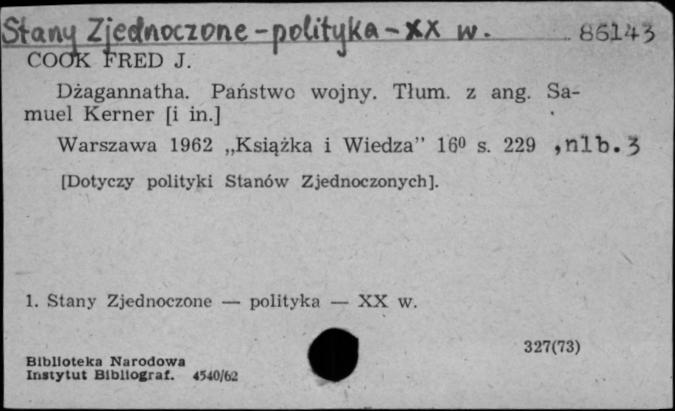 Stany Zjednoczone - polityka - XX w. 86143
COOK FRED J.
Dżagannatha. Państwo wojny. Tłum. z ang. Sa-
muel Kerner [i in.]
Warszawa 1962 „Książka i Wiedza” 16⁰ s. 229 ,nlb. 3
[Dotyczy polityki Stanów Zjednoczonych].
1. Stany Zjednoczone — polityka — XX w.
327(73)
Biblioteka Narodowa
Instytut Bibliograf. 4540/62